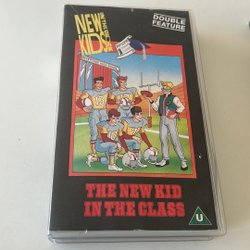 NEW
KIDS
ON THE BLOCK
DOUBLE
FEATURE
THE NEW KID
IN THE CLASS
U